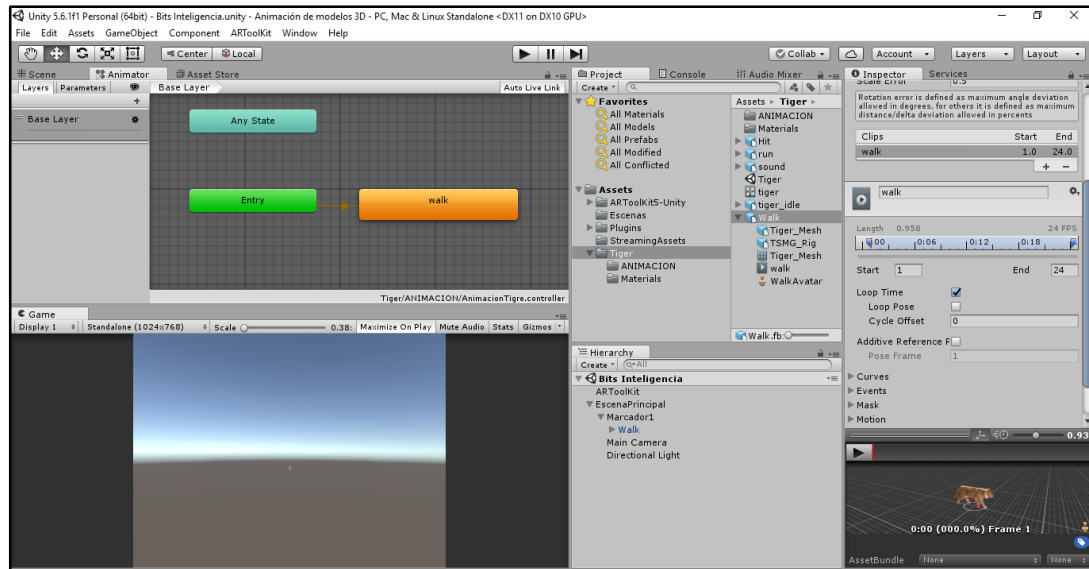 Unity 5.6.1f1 Personal (64bit) - Bits Inteligencia.unity - Animación de modelos 3D - PC, Mac & Linux Standalone <DX11 on DX10 GPU>
File Edit Assets GameObject Component ARToolKit Window Help
Center Local Collab Account Layers Layout
Scene Animator Asset Store
Layers Parameters Base Layer Auto Live Link
+
Base Layer
Any State
Entry walk
Tiger/ANIMACION/AnimacionTigre.controller
Game
Display 1 Standalone (1024x768) Scale 0.38: Maximize On Play Mute Audio Stats Gizmos
Project Console Audio Mixer
Create
Favorites
All Materials
All Models
All Prefabs
All Modified
All Conflicted
Assets
ARToolKit5-Unity
Escenas
Plugins
StreamingAssets
Tiger
ANIMACION
Materials
Assets Tiger
ANIMACION
Materials
Hit
run
sound
Tiger
tiger
tiger_idle
Walk
Tiger_Mesh
TSMG_Rig
Tiger_Mesh
walk
WalkAvatar
Walk.fb
Hierarchy
Create All
Bits Inteligencia
ARToolKit
EscenaPrincipal
Marcador1
Walk
Main Camera
Directional Light
Inspector Services
Scale Error 0.5
Rotation error is defined as maximum angle deviation
allowed in degrees, for others it is defined as maximum
distance/delta deviation allowed in percents
Clips Start End
walk 1.0 24.0
+ -
walk
Length 0.958 24 FPS
00 0:06 0:12 0:18
Start 1 End 24
Loop Time
Loop Pose
Cycle Offset 0
Additive Reference P
Pose Frame 1
Curves
Events
Mask
Motion
0.93
0:00 (000.0%) Frame 1
AssetBundle None None